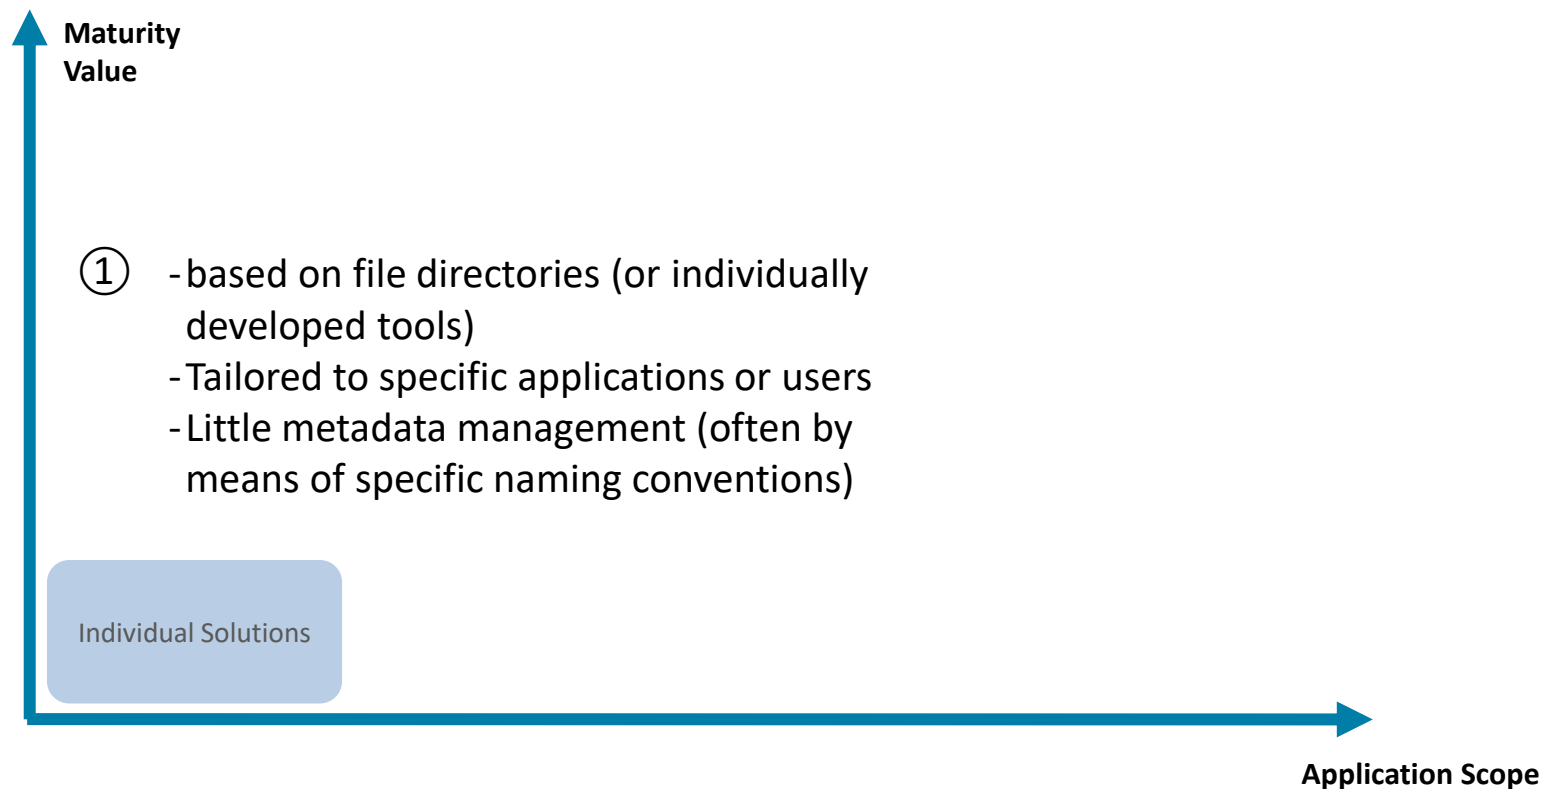 Maturity
Value
① -based on file directories (or individually
developed tools)
-Tailored to specific applications or users
-Little metadata management (often by
means of specific naming conventions)
Individual Solutions
Application Scope